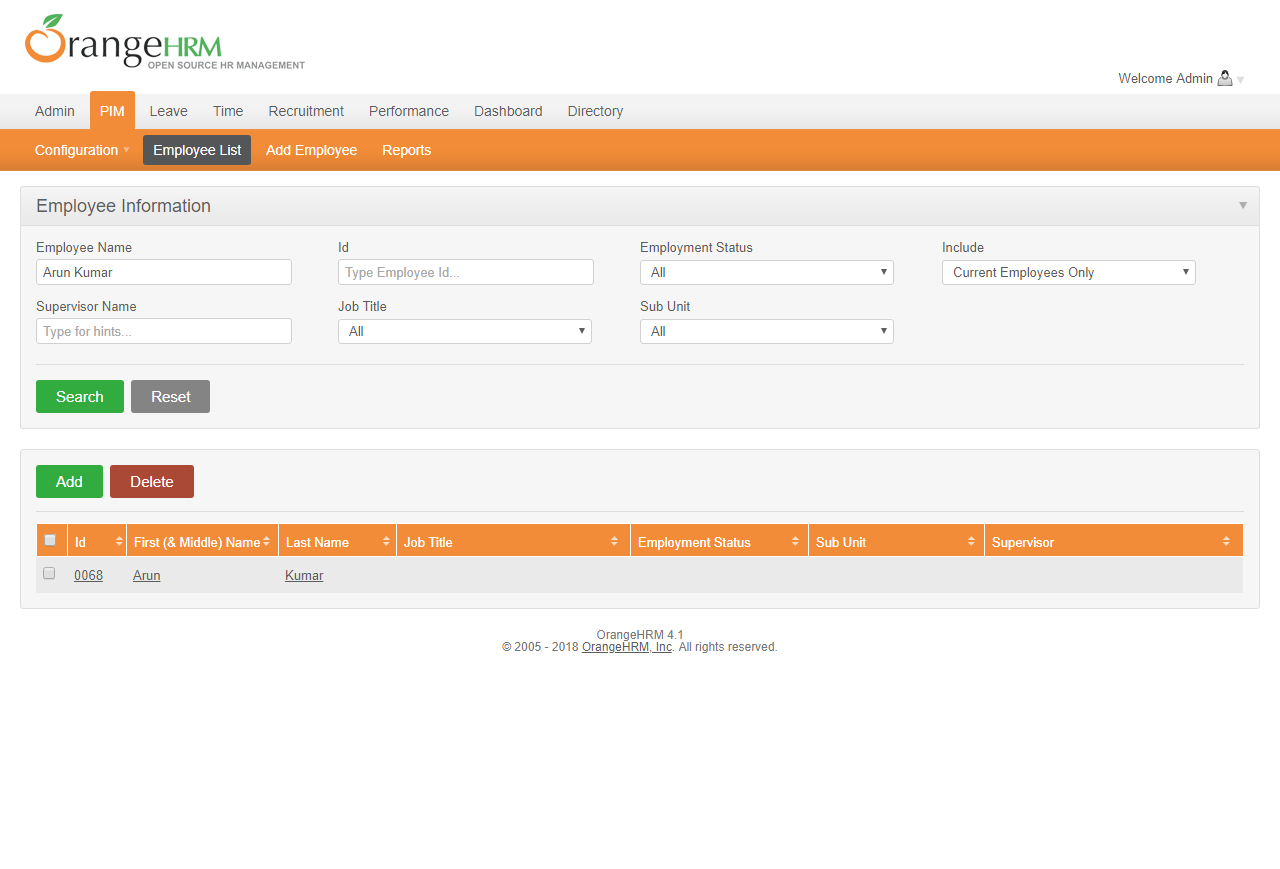 OrangeHRM
OPEN SOURCE HR MANAGEMENT
Welcome Admin
Admin PIM Leave Time Recruitment Performance Dashboard Directory
Configuration Employee List Add Employee Reports
Employee Information
Employee Name Id Employment Status Include
Arun Kumar Type Employee Id... All Current Employees Only
Supervisor Name Job Title Sub Unit
Type for hints... All All
Search Reset
Add Delete
Id First (& Middle) Name Last Name Job Title Employment Status Sub Unit Supervisor
0068 Arun Kumar
OrangeHRM 4.1
© 2005 - 2018 OrangeHRM, Inc. All rights reserved.